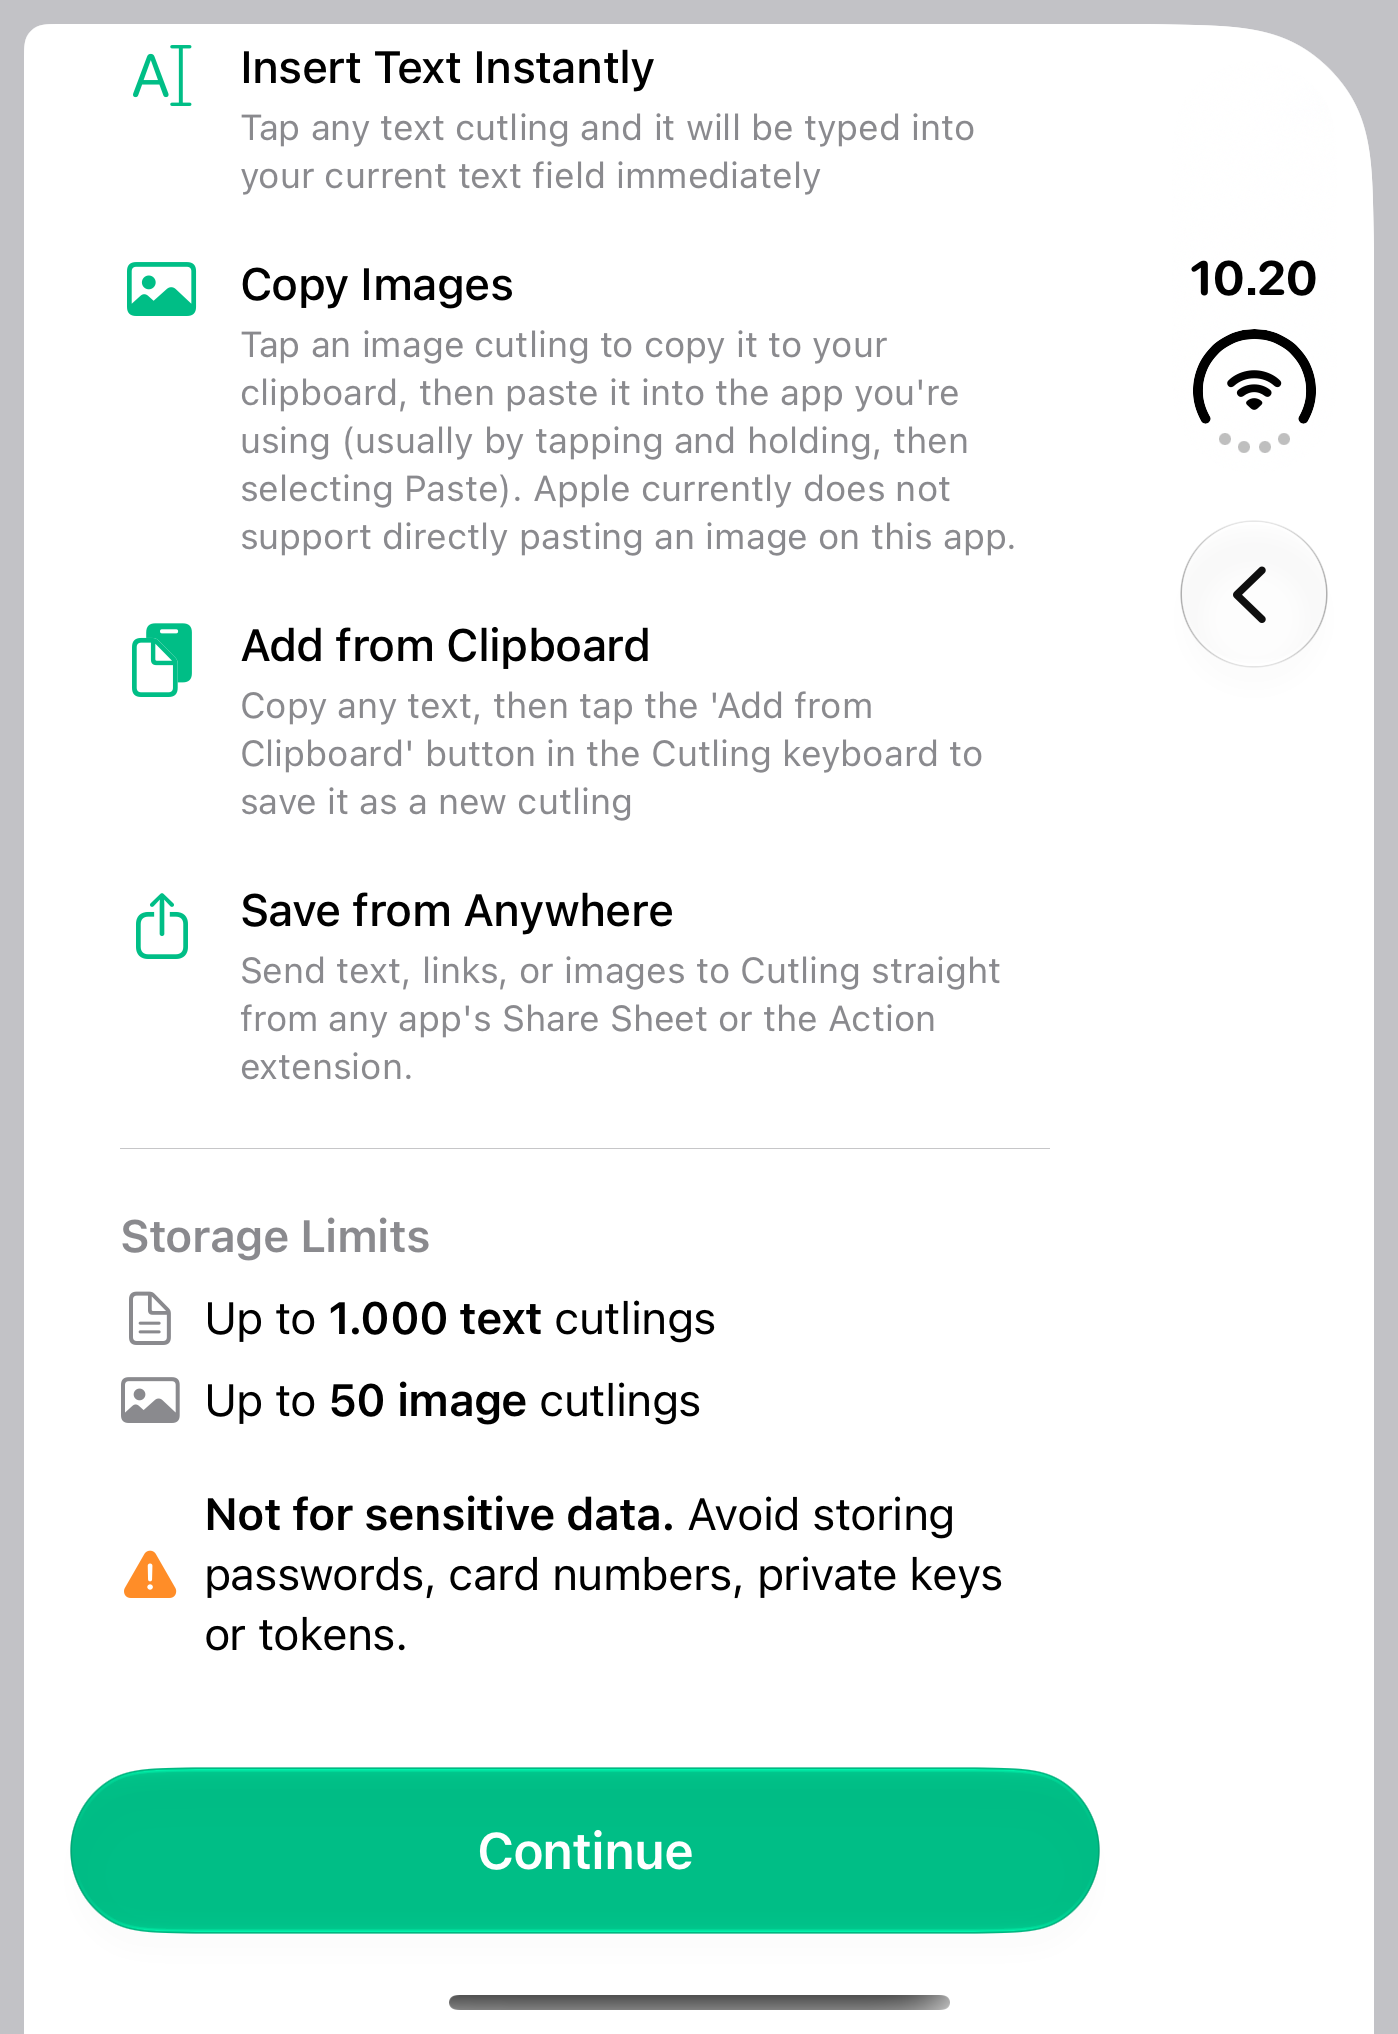 Insert Text Instantly
Tap any text cutling and it will be typed into
your current text field immediately
Copy Images
Tap an image cutling to copy it to your
clipboard, then paste it into the app you're
using (usually by tapping and holding, then
selecting Paste). Apple currently does not
support directly pasting an image on this app.
Add from Clipboard
Copy any text, then tap the 'Add from
Clipboard' button in the Cutling keyboard to
save it as a new cutling
Save from Anywhere
Send text, links, or images to Cutling straight
from any app's Share Sheet or the Action
extension.
Storage Limits
Up to 1.000 text cutlings
Up to 50 image cutlings
Not for sensitive data. Avoid storing
passwords, card numbers, private keys
or tokens.
Continue
10.20